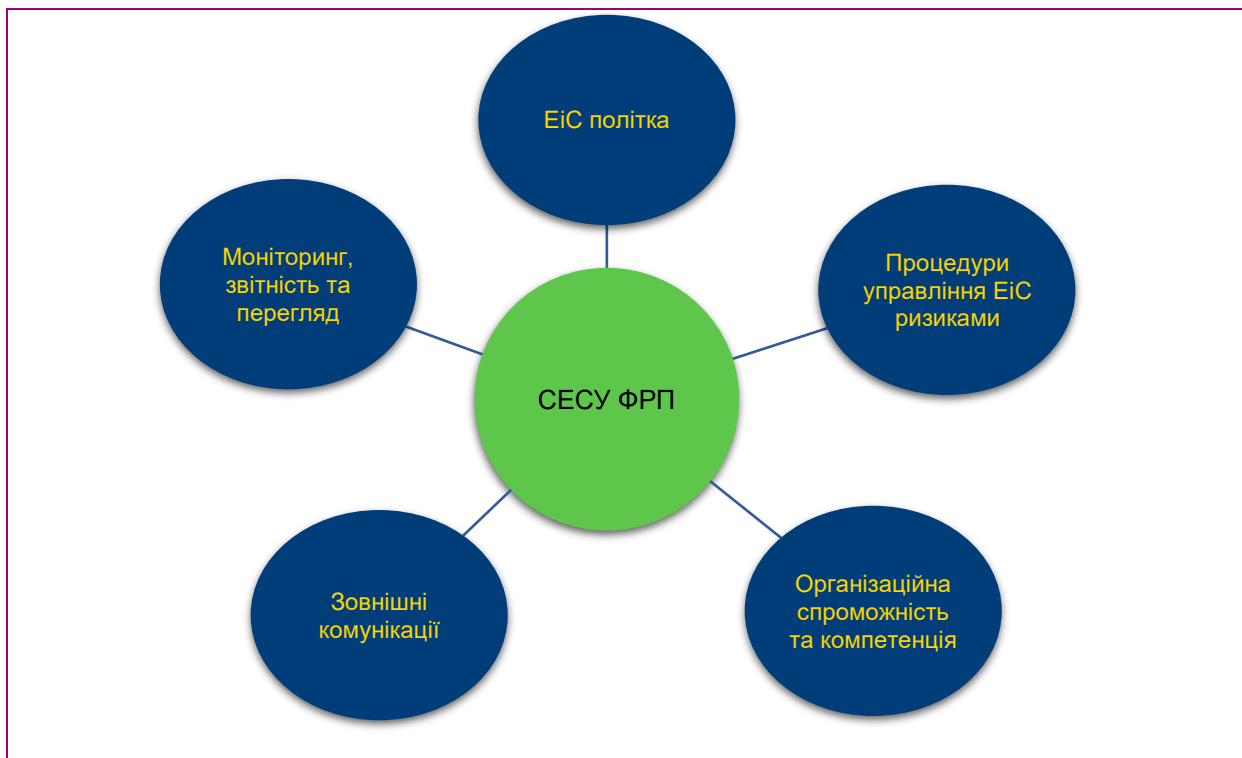 ЕіС політка
Моніторинг,
звітність та
перегляд
Процедури
управління ЕіС
ризиками
СЕСУ ФРП
Зовнішні
комунікації
Організаційна
спроможність
та компетенція